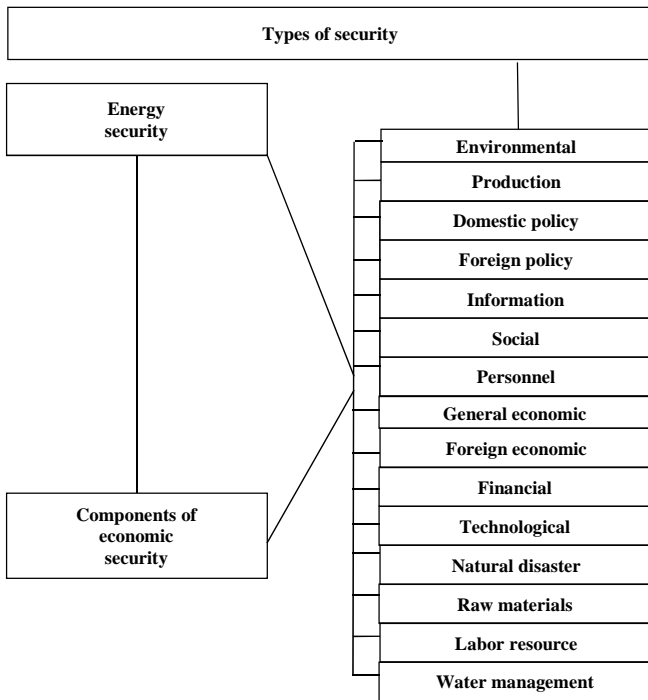 Types of security
Energy
security
Environmental
Production
Domestic policy
Foreign policy
Information
Social
Personnel
General economic
Foreign economic
Financial
Technological
Natural disaster
Raw materials
Labor resource
Water management
Components of
economic
security